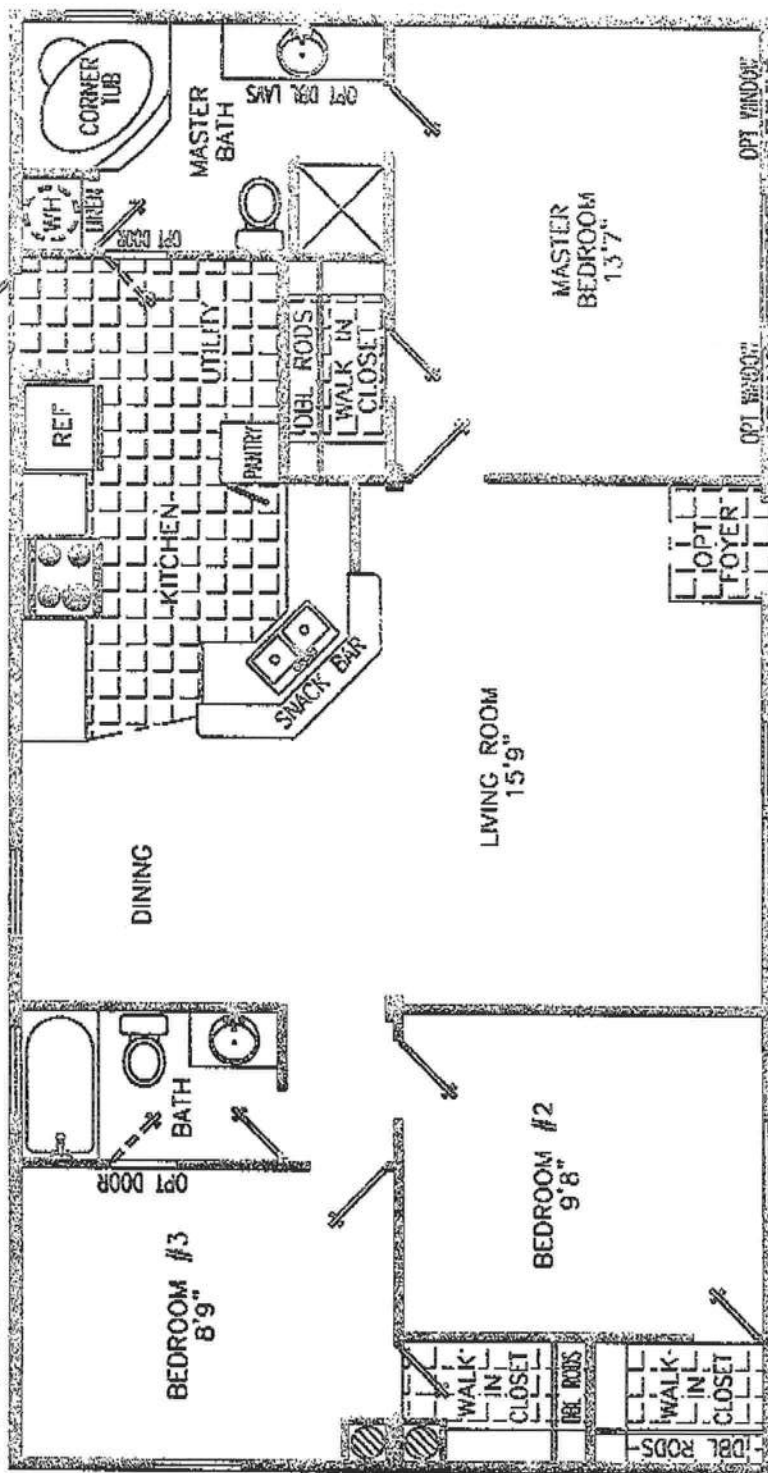 CORNER
TUB
OPT DBL LAVS
MASTER
BATH
WH
LINEN
OPT DOOR
OPT WINDOW
MASTER
BEDROOM
13'7"
OPT WINDOW
UTILITY
DBL RODS
WALK IN
CLOSET
REF
PANTRY
KITCHEN
OPT
FOYER
SNACK BAR
LIVING ROOM
15'9"
DINING
BATH
OPT DOOR
BEDROOM #3
8'9"
BEDROOM #2
9'8"
WALK-
IN
CLOSET
DBL RODS
WALK-
IN
CLOSET
DBL RODS